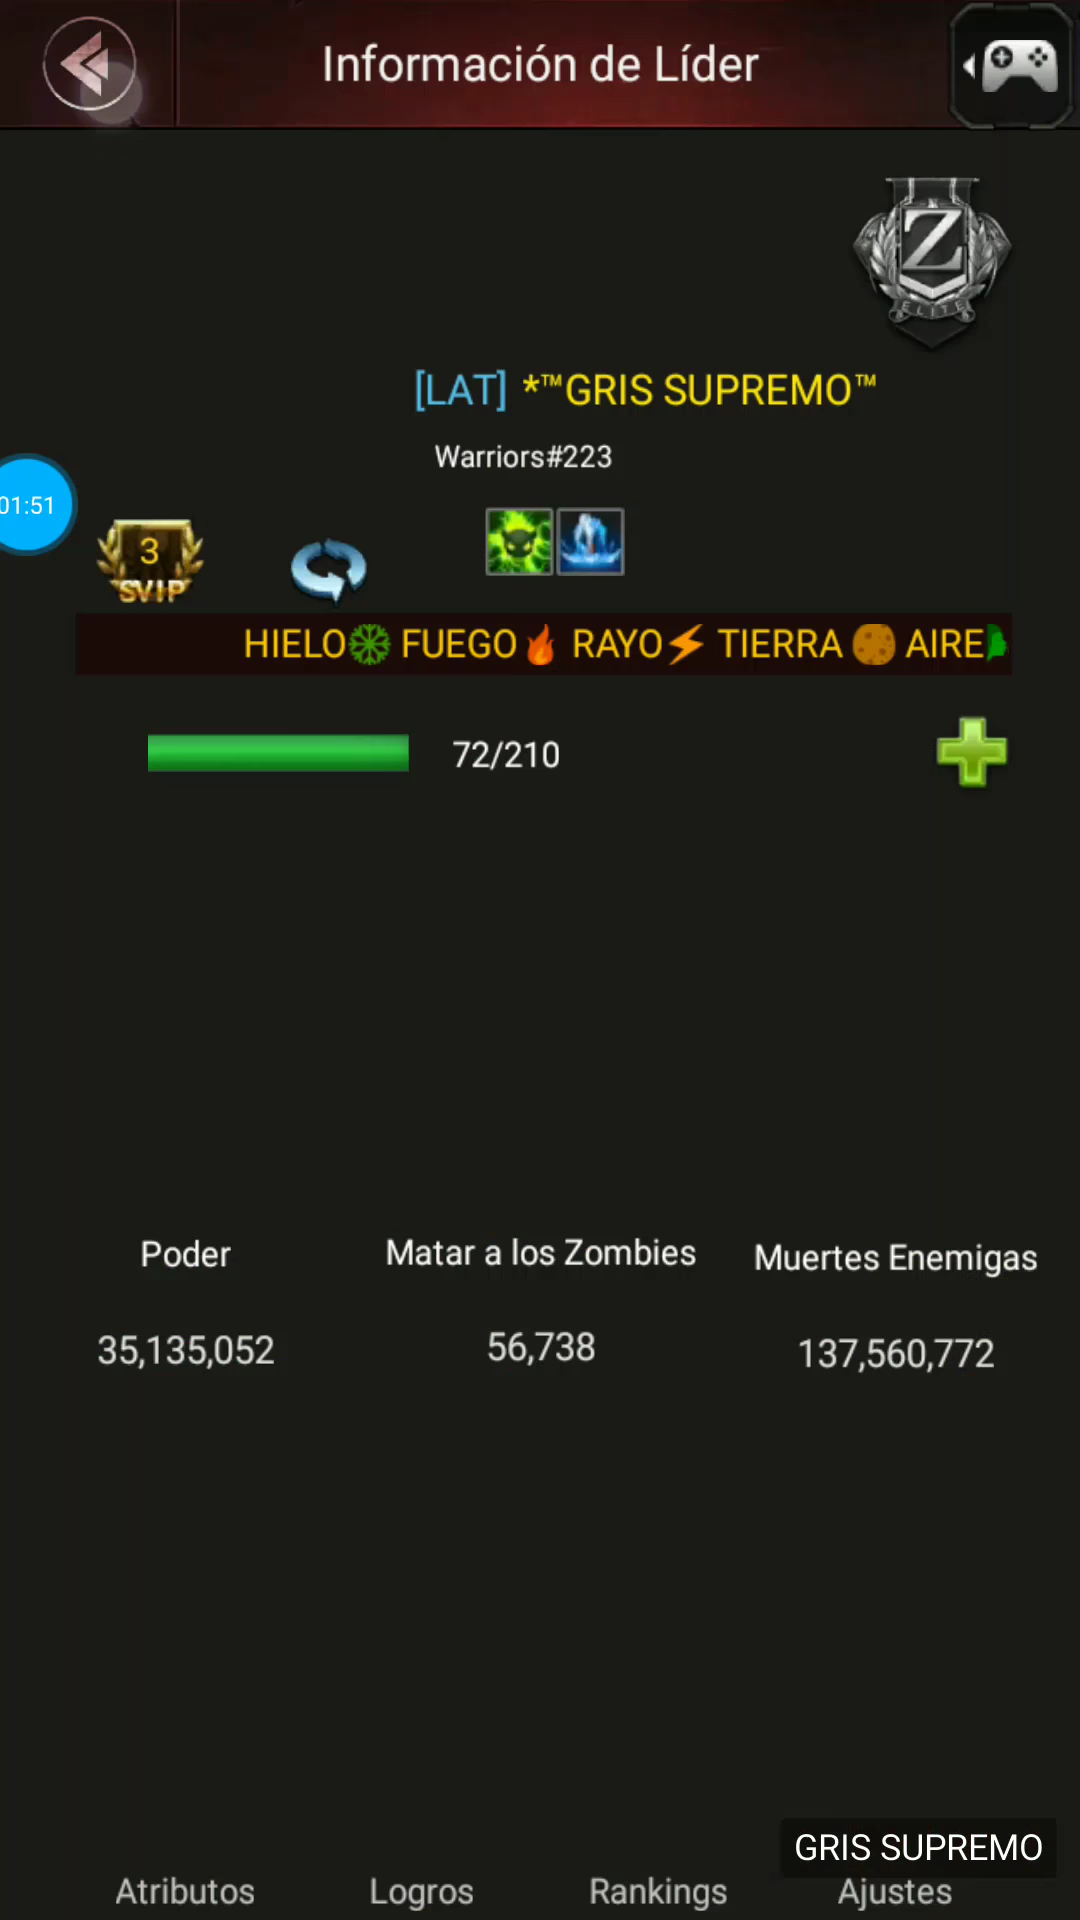 Información de Líder
Z
ELITE
[LAT] *™GRIS SUPREMO™
Warriors#223
01:51
3
SVIP
HIELO❄ FUEGO🔥 RAYO⚡ TIERRA AIRE
72/210
Poder
Matar a los Zombies
Muertes Enemigas
35,135,052
56,738
137,560,772
GRIS SUPREMO
Atributos
Logros
Rankings
Ajustes